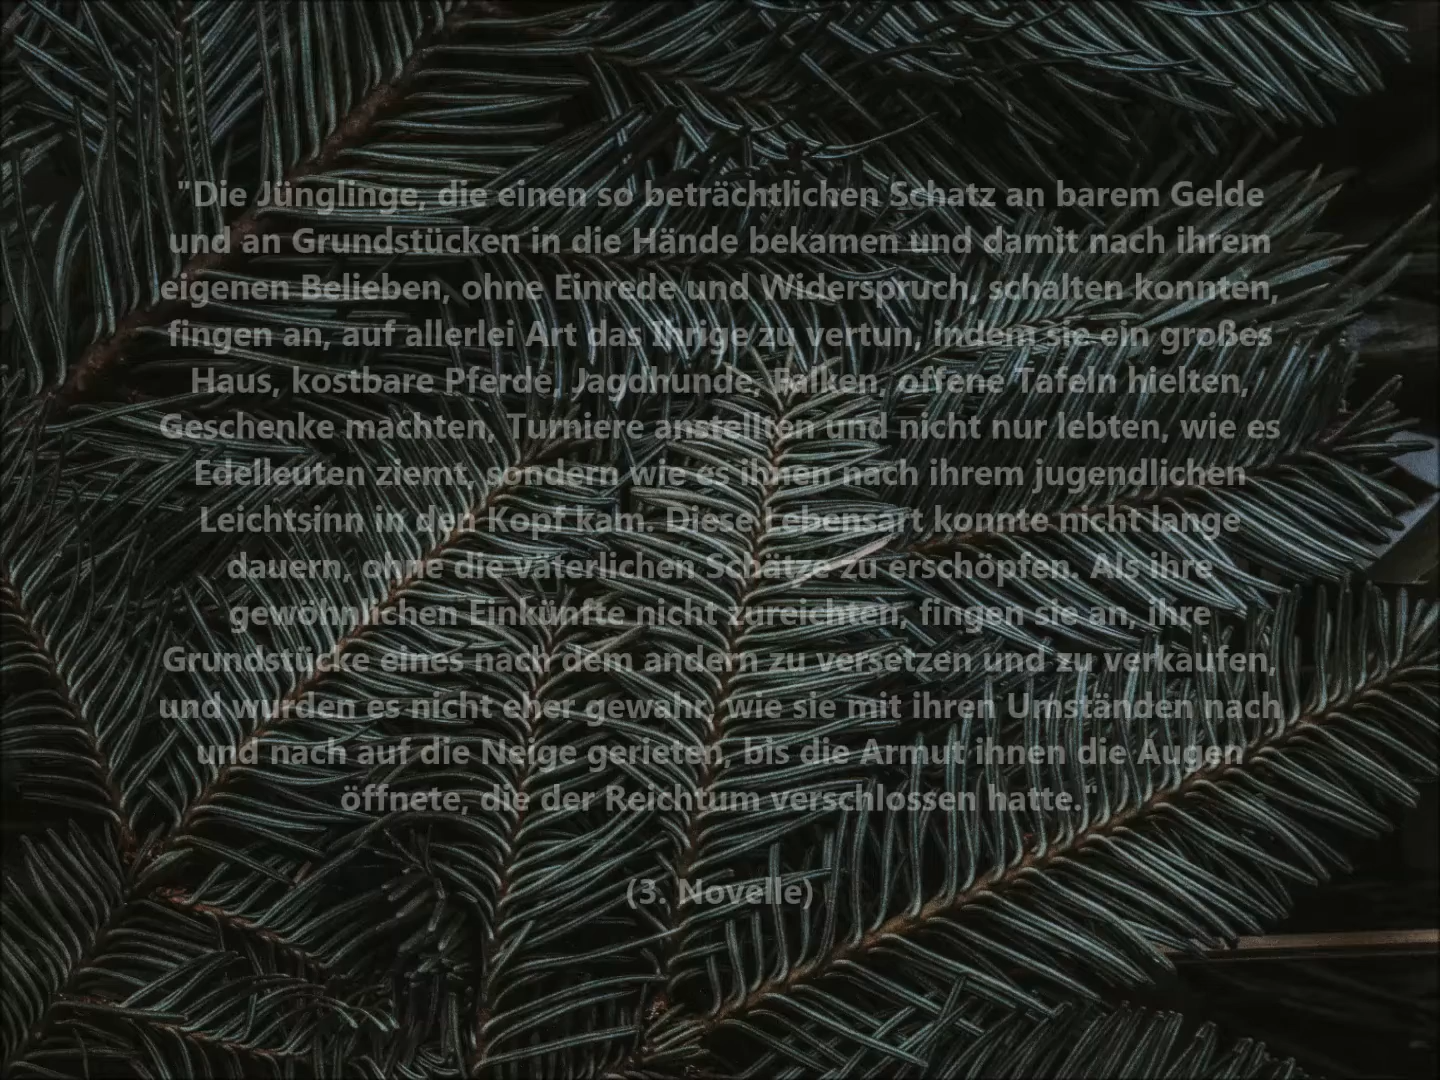 "Die Jünglinge, die einen so beträchtlichen Schatz an barem Gelde
und an Grundstücken in die Hände bekamen und damit nach ihrem
eigenen Belieben, ohne Einrede und Widerspruch, schalten konnten,
fingen an, auf allerlei Art das Ihrige zu vertun, indem sie ein großes
Haus, kostbare Pferde, Jagdhunde, Falken, offene Tafeln hielten,
Geschenke machten, Turniere anstellten und nicht nur lebten, wie es
Edelleuten ziemt, sondern wie es ihnen nach ihrem jugendlichen
Leichtsinn in den Kopf kam. Diese Lebensart konnte nicht lange
dauern, ohne die väterlichen Schätze zu erschöpfen. Als ihre
gewöhnlichen Einkünfte nicht zureichten, fingen sie an, ihre
Grundstücke eines nach dem andern zu versetzen und zu verkaufen,
und wurden es nicht eher gewahr, wie sie mit ihren Umständen nach
und nach auf die Neige gerieten, bis die Armut ihnen die Augen
öffnete, die der Reichtum verschlossen hatte."
(3. Novelle)